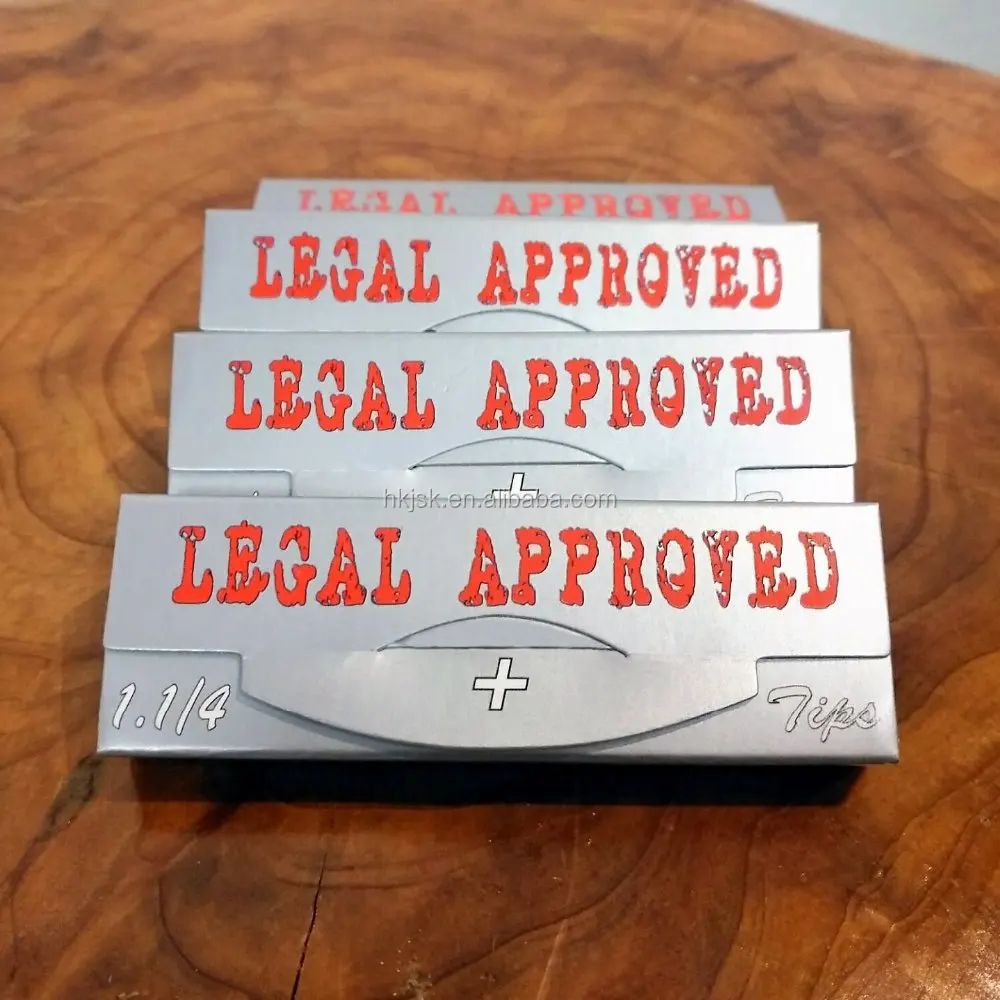 LEGAL APPROVED
LEGAL APPROVED
LEGAL APPROVED
hkjsk.en.alibaba.com
LEGAL APPROVED
+
1.1/4 Tips